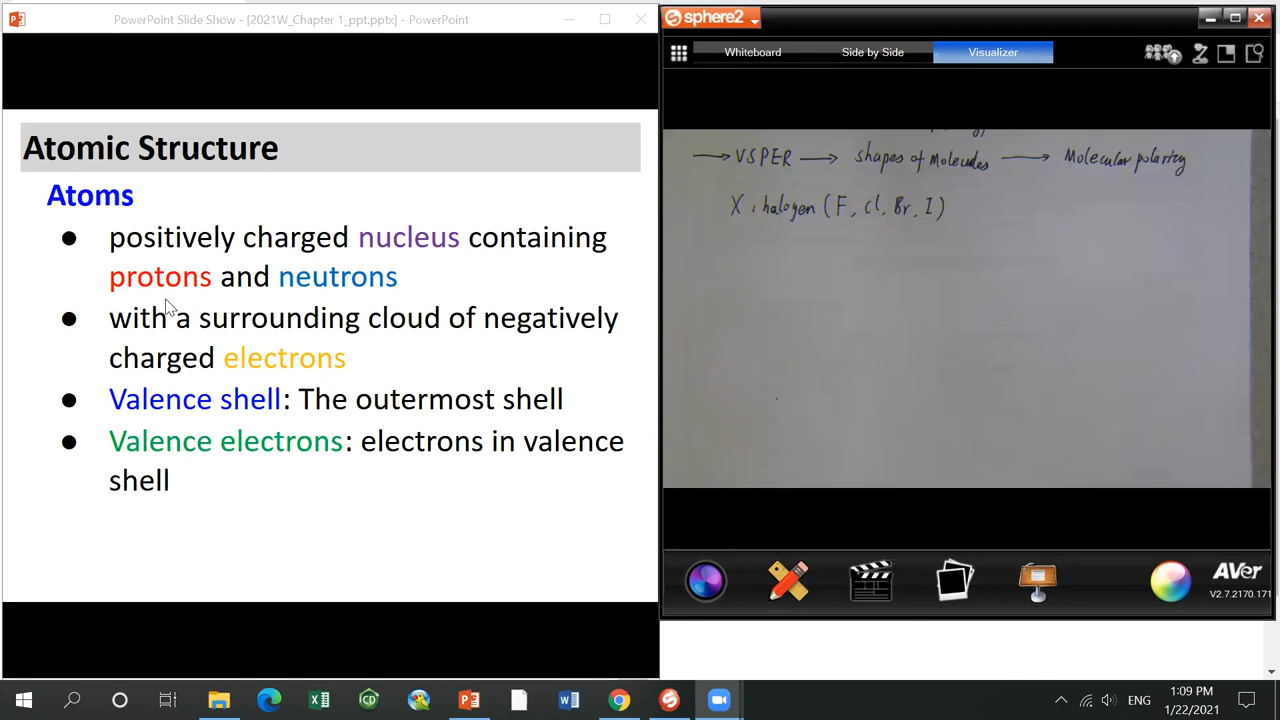 PowerPoint Slide Show - [2021W_Chapter 1_ppt.pptx] - PowerPoint
Atomic Structure
Atoms
● positively charged nucleus containing
protons and neutrons
● with a surrounding cloud of negatively
charged electrons
● Valence shell: The outermost shell
● Valence electrons: electrons in valence
shell
sphere2
Whiteboard Side by Side Visualizer
→ VSPER → shapes of Molecules → Molecular polarity
X : halogen (F, Cl, Br, I)
AVer
V2.7.2170.171
ENG
1:09 PM
1/22/2021